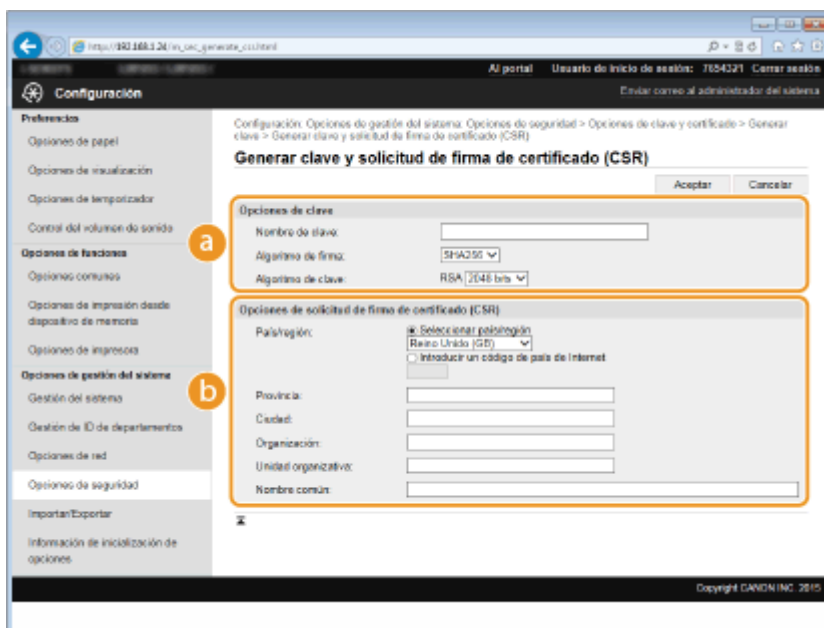 http://192.168.1.24/m_sec_generate_csr.html
Al portal Usuario de inicio de sesión: 7654321 Cerrar sesión
Configuración
Enviar correo al administrador del sistema
Preferencias
Opciones de papel
Opciones de visualización
Opciones de temporizador
Control del volumen de sonido
Opciones de funciones
Opciones comunes
Opciones de impresión desde
dispositivo de memoria
Opciones de impresora
Opciones de gestión del sistema
Gestión del sistema
Gestión de ID de departamentos
Opciones de red
Opciones de seguridad
Importar/Exportar
Información de inicialización de
opciones
Configuración: Opciones de gestión del sistema: Opciones de seguridad > Opciones de clave y certificado > Generar
clave > Generar clave y solicitud de firma de certificado (CSR)
Generar clave y solicitud de firma de certificado (CSR)
Aceptar Cancelar
a
Opciones de clave
Nombre de clave:
Algoritmo de firma: SHA256
Algoritmo de clave: RSA 2048 bits
b
Opciones de solicitud de firma de certificado (CSR)
País/región: Seleccionar país/región
Reino Unido (GB)
Introducir un código de país de Internet
Provincia:
Ciudad:
Organización:
Unidad organizativa:
Nombre común:
Copyright CANON INC. 2015